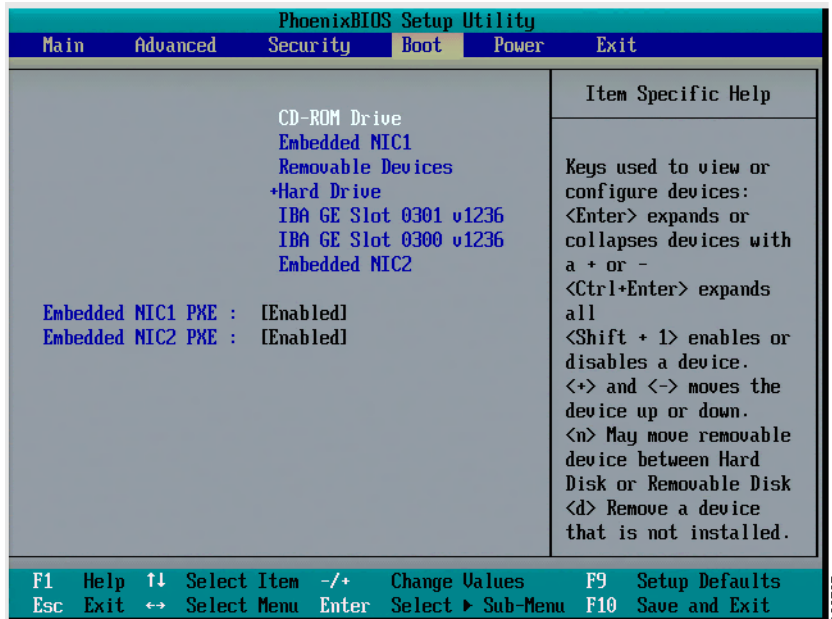 PhoenixBIOS Setup Utility
Main Advanced Security Boot Power Exit
Item Specific Help
CD-ROM Drive
Embedded NIC1
Removable Devices
+Hard Drive
IBA GE Slot 0301 v1236
IBA GE Slot 0300 v1236
Embedded NIC2
Embedded NIC1 PXE : [Enabled]
Embedded NIC2 PXE : [Enabled]
Keys used to view or
configure devices:
<Enter> expands or
collapses devices with
a + or -
<Ctrl+Enter> expands
all
<Shift + 1> enables or
disables a device.
<+> and <-> moves the
device up or down.
<n> May move removable
device between Hard
Disk or Removable Disk
<d> Remove a device
that is not installed.
F1 Help ↑↓ Select Item -/+ Change Values F9 Setup Defaults
Esc Exit ↔ Select Menu Enter Select ▶ Sub-Menu F10 Save and Exit